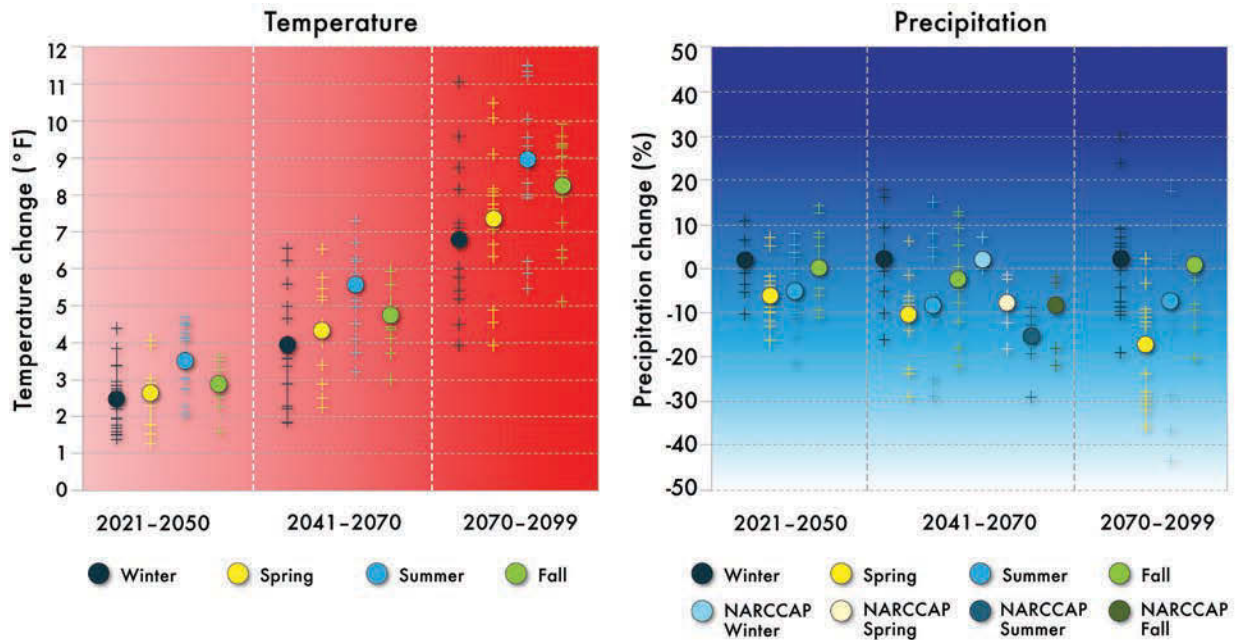 Temperature
Temperature change (°F)
12
11
10
9
8
7
6
5
4
3
2
1
0
2021–2050
2041–2070
2070–2099
Winter
Spring
Summer
Fall
Precipitation
Precipitation change (%)
50
40
30
20
10
0
-10
-20
-30
-40
-50
2021–2050
2041–2070
2070–2099
Winter
Spring
Summer
Fall
NARCCAP
Winter
NARCCAP
Spring
NARCCAP
Summer
NARCCAP
Fall